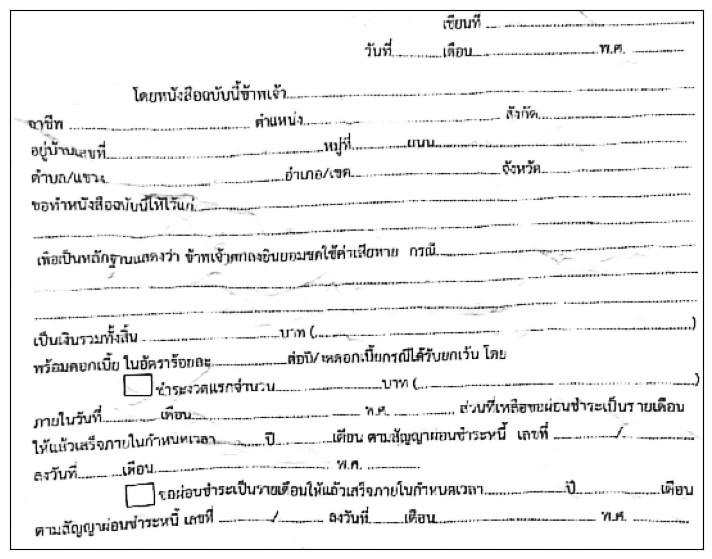 เขียนที่ ........................................
วันที่............เดือน................................พ.ศ. ................
โดยหนังสือฉบับนี้ข้าพเจ้า................................................................................
อาชีพ ........................................ ตำแหน่ง........................................ สังกัด................................
อยู่บ้านเลขที่................................................หมู่ที่................ถนน........................................
ตำบล/แขวง........................................อำเภอ/เขต................................จังหวัด................................
ขอทำหนังสือฉบับนี้ให้ไว้แก่................................................................................
................................................................................
เพื่อเป็นหลักฐานแสดงว่า ข้าพเจ้าตกลงยินยอมชดใช้ค่าเสียหาย กรณี................................................
................................................................................
................................................................................
เป็นเงินรวมทั้งสิ้น ................................บาท (................................................................................)
พร้อมดอกเบี้ย ในอัตราร้อยละ....................ต่อปี/งดดอกเบี้ยกรณีได้รับยกเว้น โดย
☐ ชำระงวดแรกจำนวน........................บาท (............................................................)
ภายในวันที่................เดือน................................ พ.ศ. ................ ส่วนที่เหลือขอผ่อนชำระเป็นรายเดือน
ให้แล้วเสร็จภายในกำหนดเวลา............ปี................เดือน ตามสัญญาผ่อนชำระหนี้ เลขที่ ................/................
ลงวันที่............เดือน................................ พ.ศ. ............
☐ ขอผ่อนชำระเป็นรายเดือนให้แล้วเสร็จภายในกำหนดเวลา....................ปี....................เดือน
ตามสัญญาผ่อนชำระหนี้ เลขที่ ............/............ ลงวันที่............เดือน................................ พ.ศ. ............